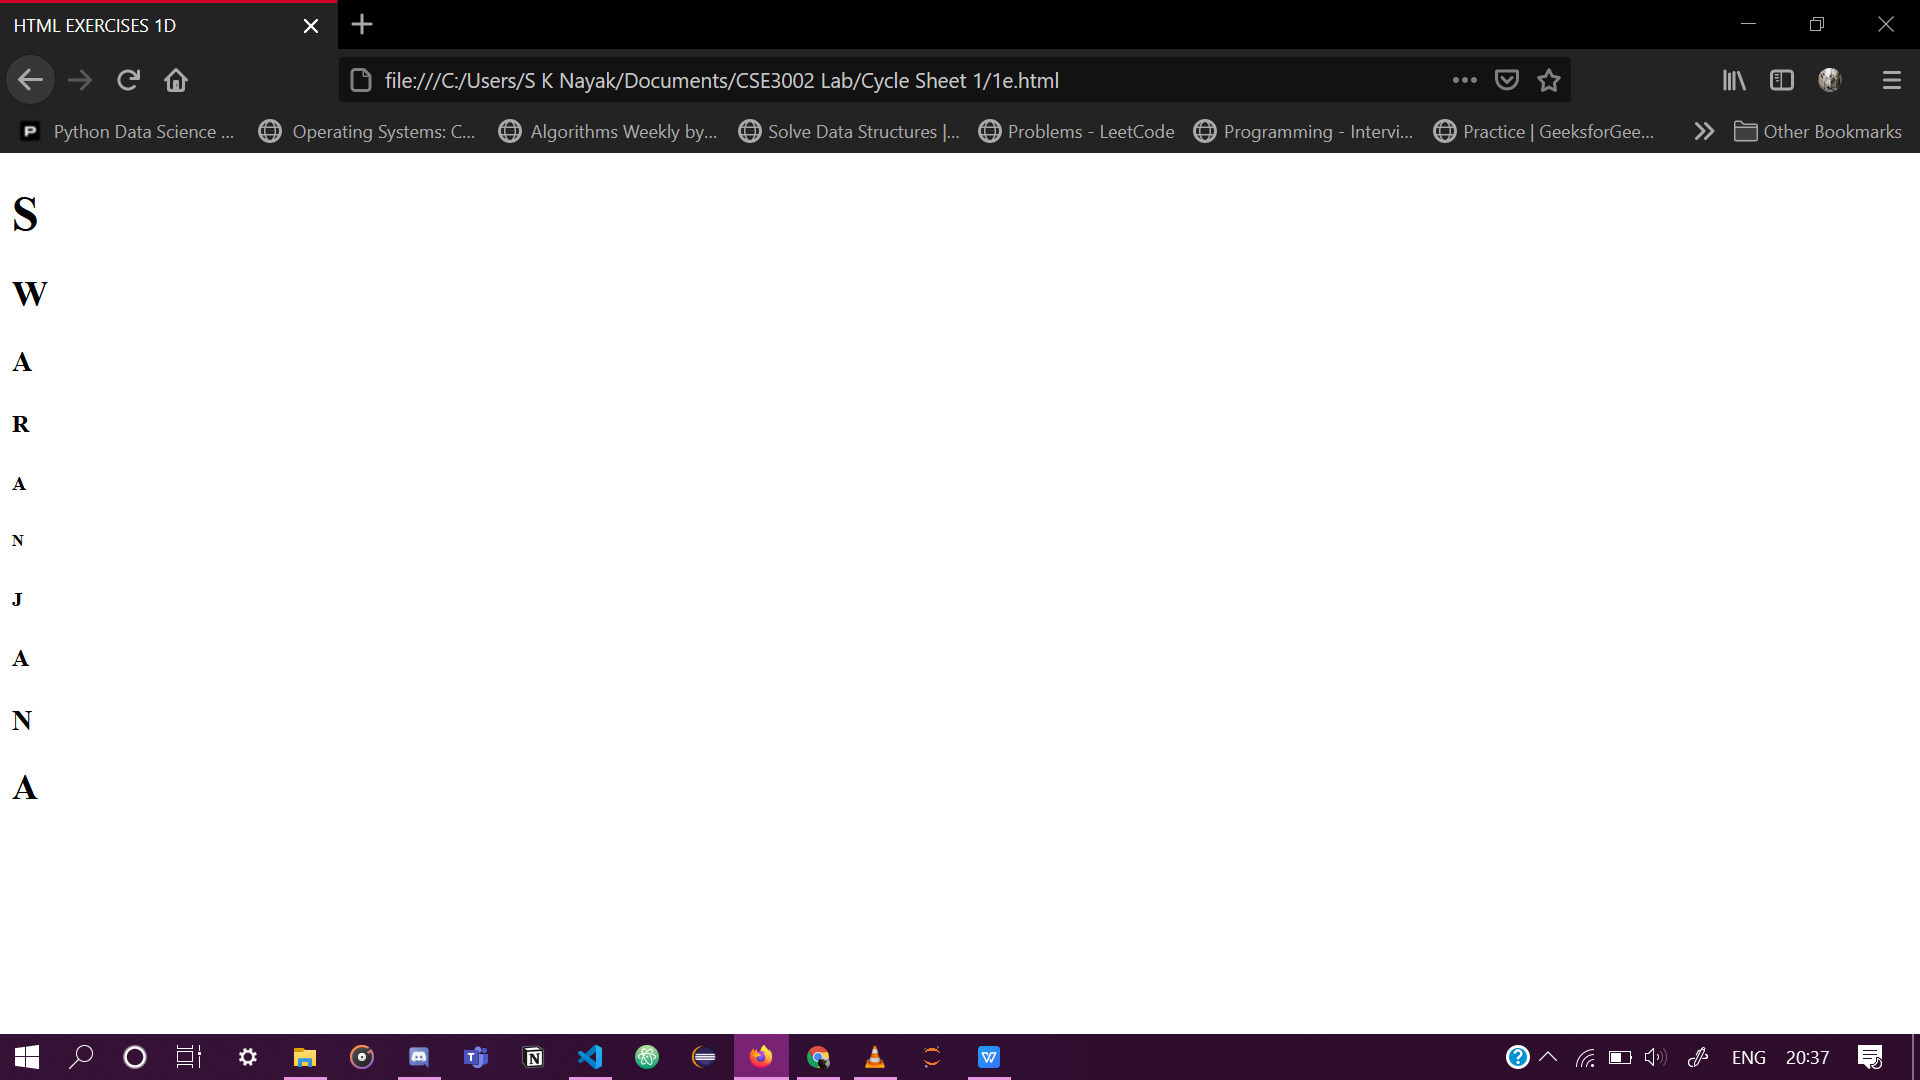 HTML EXERCISES 1D
file:///C:/Users/S K Nayak/Documents/CSE3002 Lab/Cycle Sheet 1/1e.html
Python Data Science ... Operating Systems: C... Algorithms Weekly by... Solve Data Structures |... Problems - LeetCode Programming - Intervi... Practice | GeeksforGee... Other Bookmarks
S
W
A
R
A
N
J
A
N
A
ENG 20:37